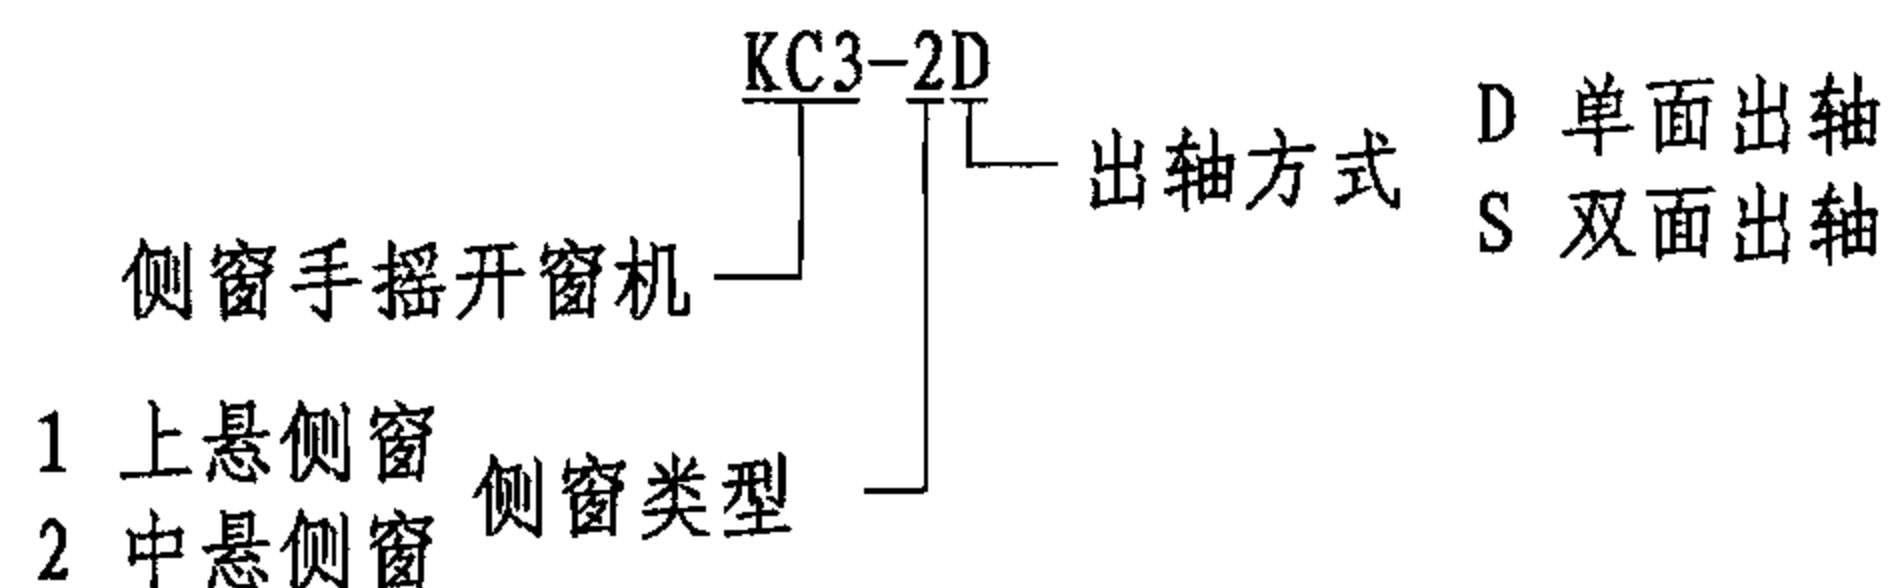 KC3-2D
D 单面出轴
出轴方式
S 双面出轴
侧窗手摇开窗机
1 上悬侧窗
侧窗类型
2 中悬侧窗